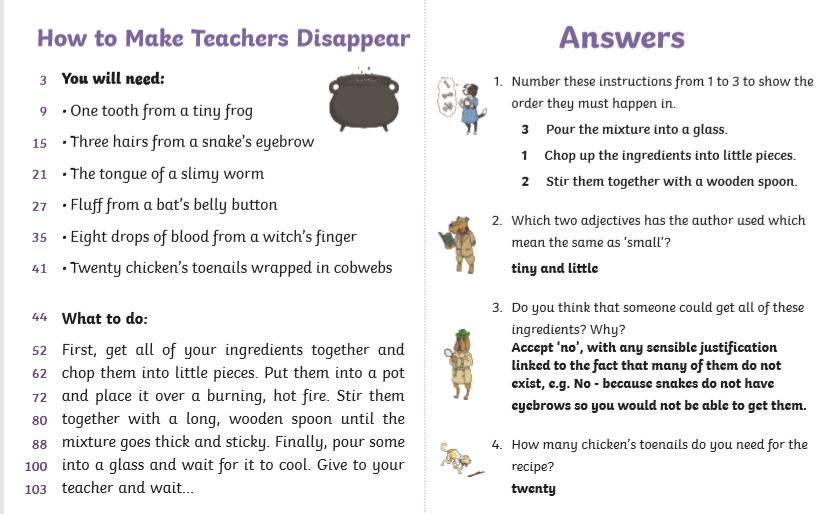 How to Make Teachers Disappear
3 You will need:
9 • One tooth from a tiny frog
15 • Three hairs from a snake's eyebrow
21 • The tongue of a slimy worm
27 • Fluff from a bat's belly button
35 • Eight drops of blood from a witch's finger
41 • Twenty chicken's toenails wrapped in cobwebs
44 What to do:
52 First, get all of your ingredients together and
62 chop them into little pieces. Put them into a pot
72 and place it over a burning, hot fire. Stir them
80 together with a long, wooden spoon until the
88 mixture goes thick and sticky. Finally, pour some
100 into a glass and wait for it to cool. Give to your
103 teacher and wait...
Answers
1. Number these instructions from 1 to 3 to show the
order they must happen in.
3 Pour the mixture into a glass.
1 Chop up the ingredients into little pieces.
2 Stir them together with a wooden spoon.
2. Which two adjectives has the author used which
mean the same as 'small'?
tiny and little
3. Do you think that someone could get all of these
ingredients? Why?
Accept 'no', with any sensible justification
linked to the fact that many of them do not
exist, e.g. No - because snakes do not have
eyebrows so you would not be able to get them.
4. How many chicken's toenails do you need for the
recipe?
twenty